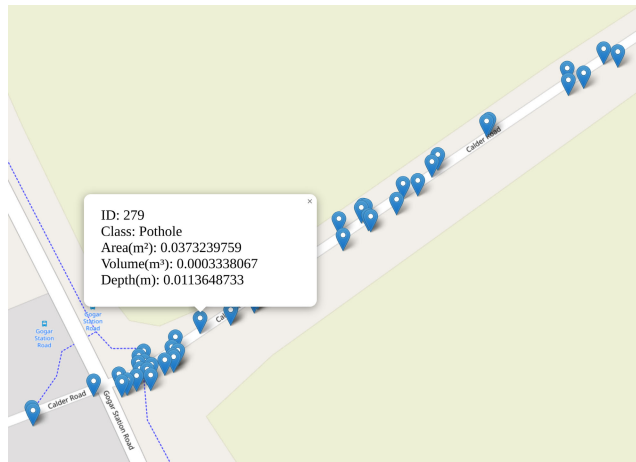 Calder Road
×
ID: 279
Class: Pothole
Area(m²): 0.0373239759
Volume(m³): 0.0003338067
Depth(m): 0.0113648733
Gogar
Station
Road
Gogar
Station
Road
Calder Road
Gogar Station Road